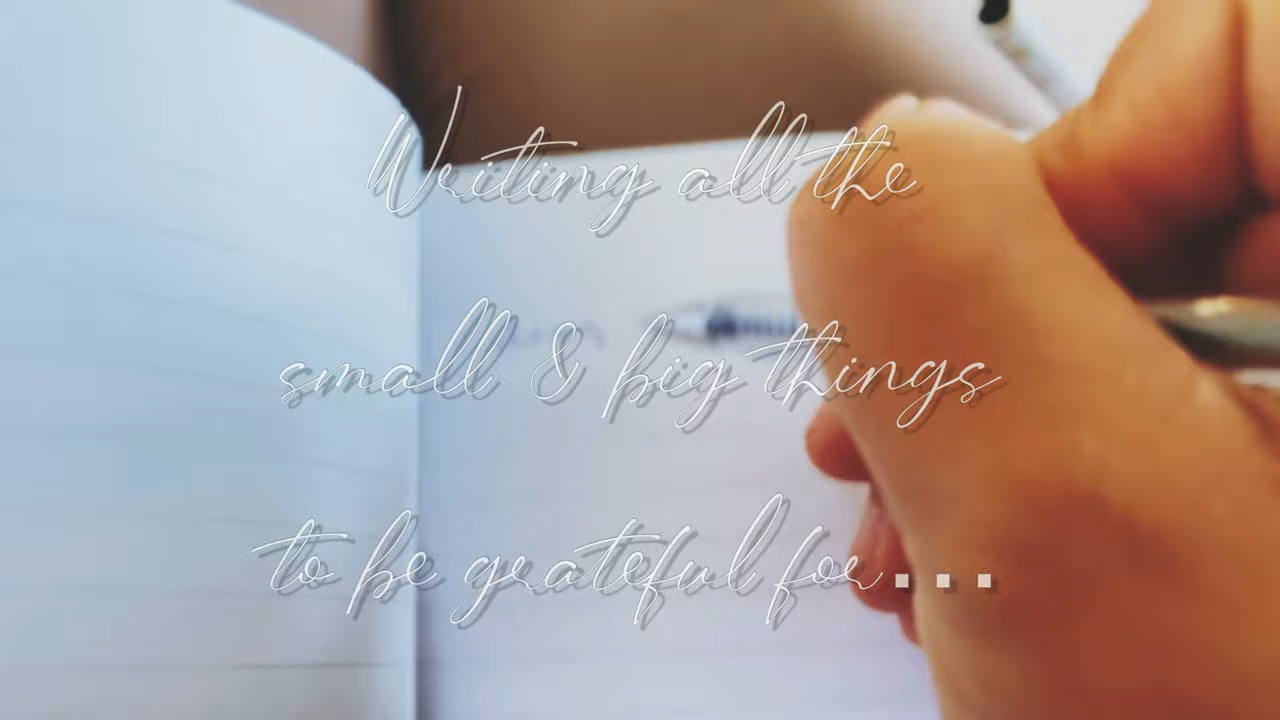 Writing all the
small & big things
to be grateful for...